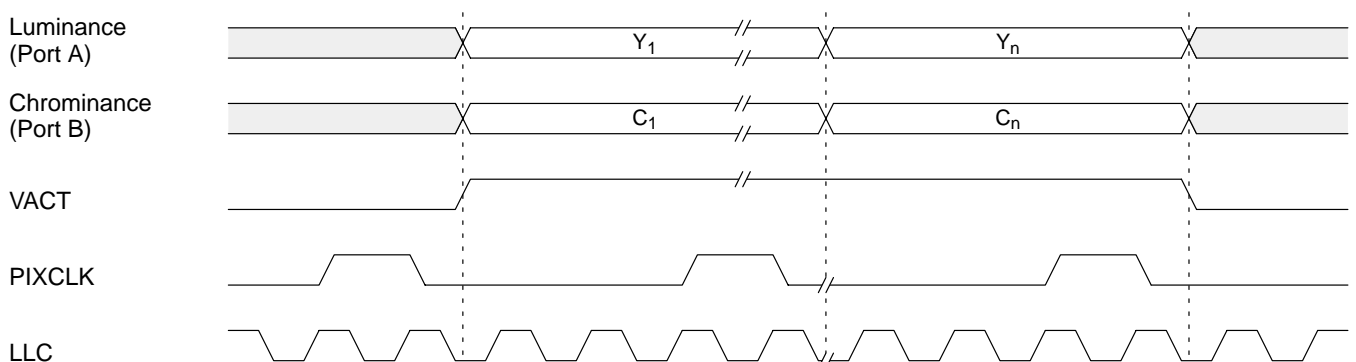 Luminance
(Port A)
Y1
Yn
Chrominance
(Port B)
C1
Cn
VACT
PIXCLK
LLC